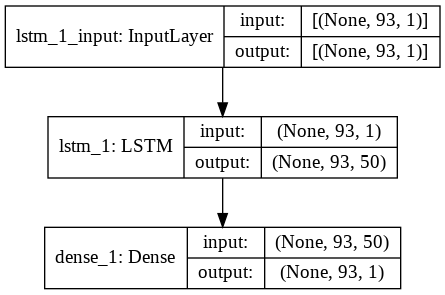 lstm_1_input: InputLayer
input: [(None, 93, 1)]
output: [(None, 93, 1)]
lstm_1: LSTM
input: (None, 93, 1)
output: (None, 93, 50)
dense_1: Dense
input: (None, 93, 50)
output: (None, 93, 1)